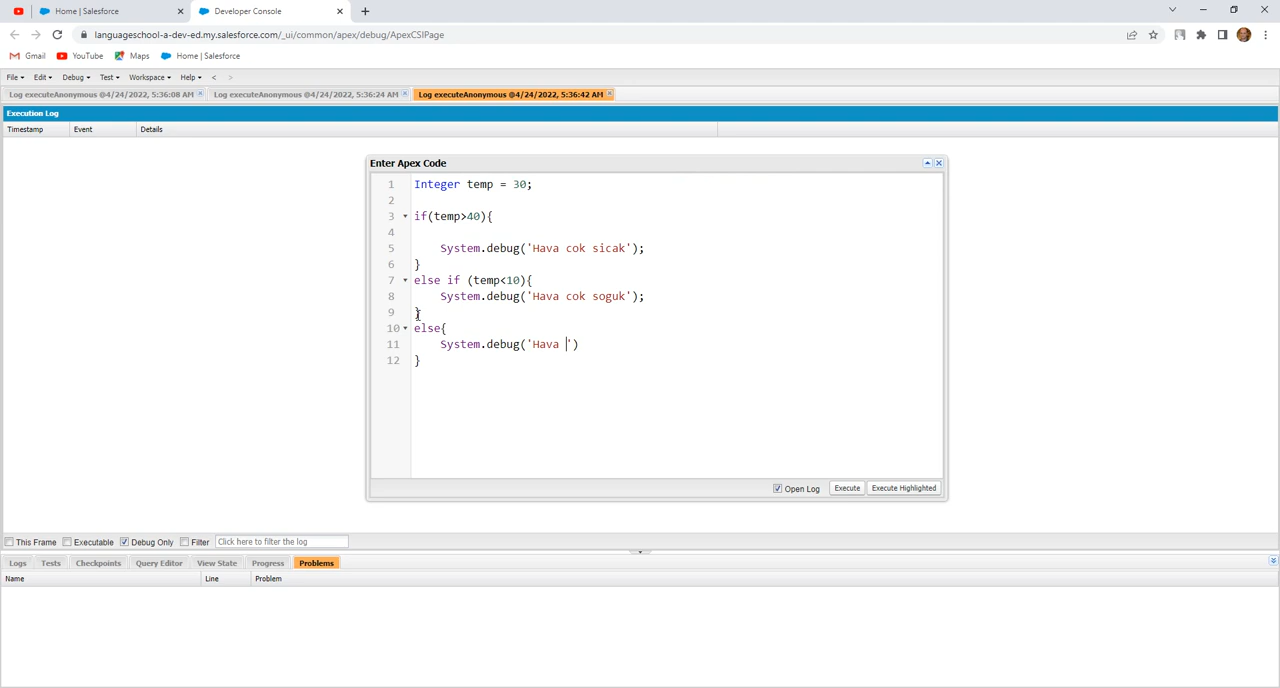 Home | Salesforce
Developer Console
languageschool-a-dev-ed.my.salesforce.com/_ui/common/apex/debug/ApexCSIPage
Gmail YouTube Maps Home | Salesforce
File Edit Debug Test Workspace Help < >
Log executeAnonymous @4/24/2022, 5:36:08 AM Log executeAnonymous @4/24/2022, 5:36:24 AM Log executeAnonymous @4/24/2022, 5:36:42 AM
Execution Log
Timestamp Event Details
Enter Apex Code
1 Integer temp = 30;
2
3 if(temp>40){
4
5 System.debug('Hava cok sicak');
6 }
7 else if (temp<10){
8 System.debug('Hava cok soguk');
9 }
10 else{
11 System.debug('Hava ')
12 }
Open Log Execute Execute Highlighted
This Frame Executable Debug Only Filter Click here to filter the log
Logs Tests Checkpoints Query Editor View State Progress Problems
Name Line Problem